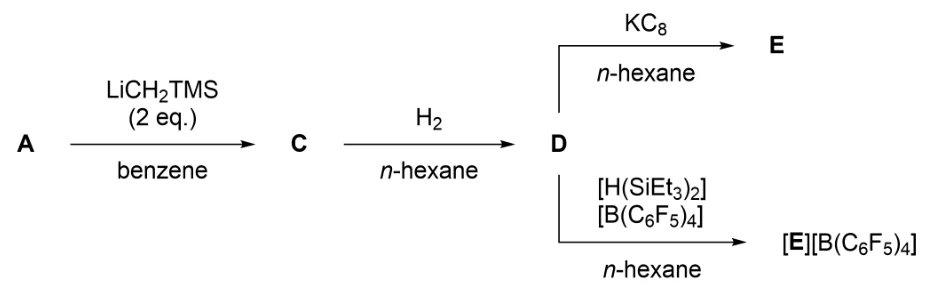 A
LiCH₂TMS
(2 eq.)
benzene
C
H₂
n-hexane
D
KC₈
n-hexane
E
[H(SiEt₃)₂]
[B(C₆F₅)₄]
n-hexane
[E][B(C₆F₅)₄]